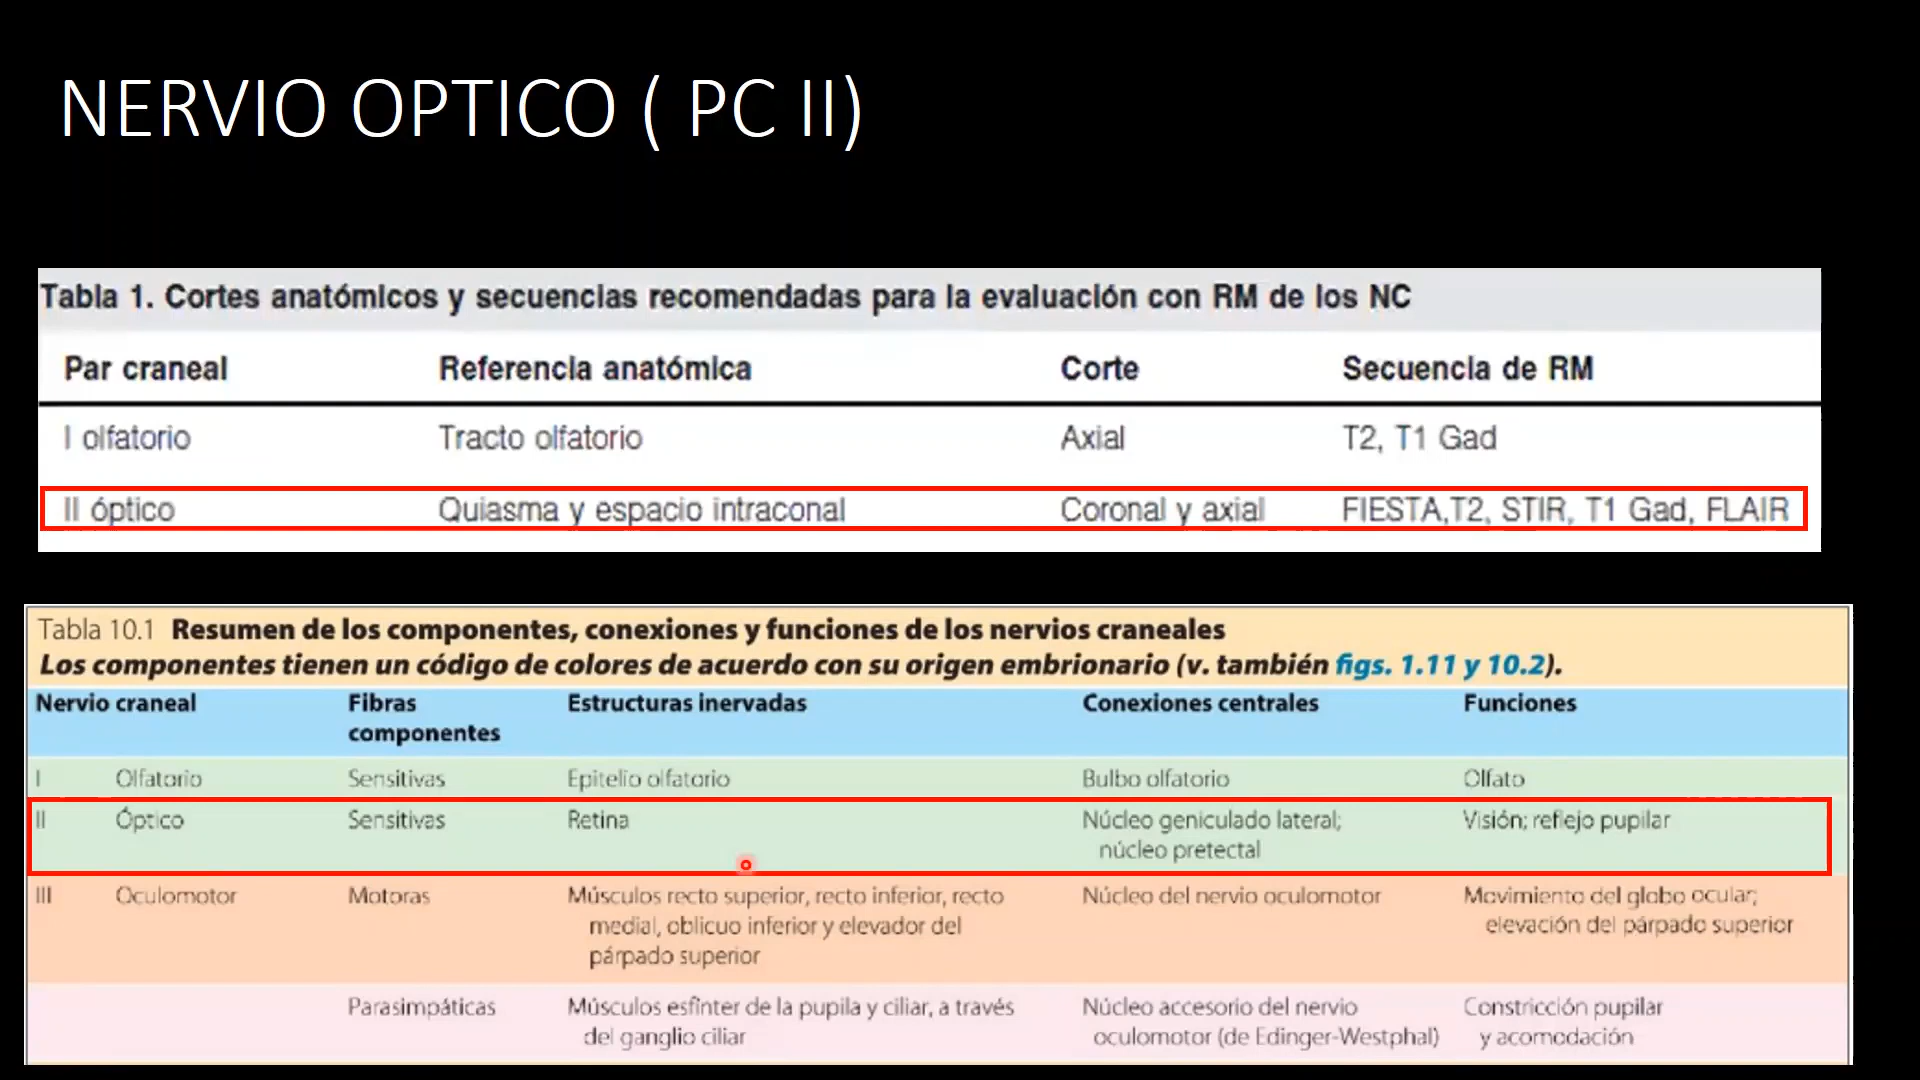 NERVIO OPTICO ( PC II)
Tabla 1. Cortes anatómicos y secuencias recomendadas para la evaluación con RM de los NC
Par craneal Referencia anatómica Corte Secuencia de RM
I olfatorio Tracto olfatorio Axial T2, T1 Gad
II óptico Quiasma y espacio intraconal Coronal y axial FIESTA,T2, STIR, T1 Gad, FLAIR
Tabla 10.1 Resumen de los componentes, conexiones y funciones de los nervios craneales
Los componentes tienen un código de colores de acuerdo con su origen embrionario (v. también figs. 1.11 y 10.2).
Nervio craneal Fibras componentes Estructuras inervadas Conexiones centrales Funciones
I Olfatorio Sensitivas Epitelio olfatorio Bulbo olfatorio Olfato
II Óptico Sensitivas Retina Núcleo geniculado lateral; núcleo pretectal Visión; reflejo pupilar
III Oculomotor Motoras Músculos recto superior, recto inferior, recto medial, oblicuo inferior y elevador del párpado superior Núcleo del nervio oculomotor Movimiento del globo ocular; elevación del párpado superior
Parasimpáticas Músculos esfínter de la pupila y ciliar, a través del ganglio ciliar Núcleo accesorio del nervio oculomotor (de Edinger-Westphal) Constricción pupilar y acomodación